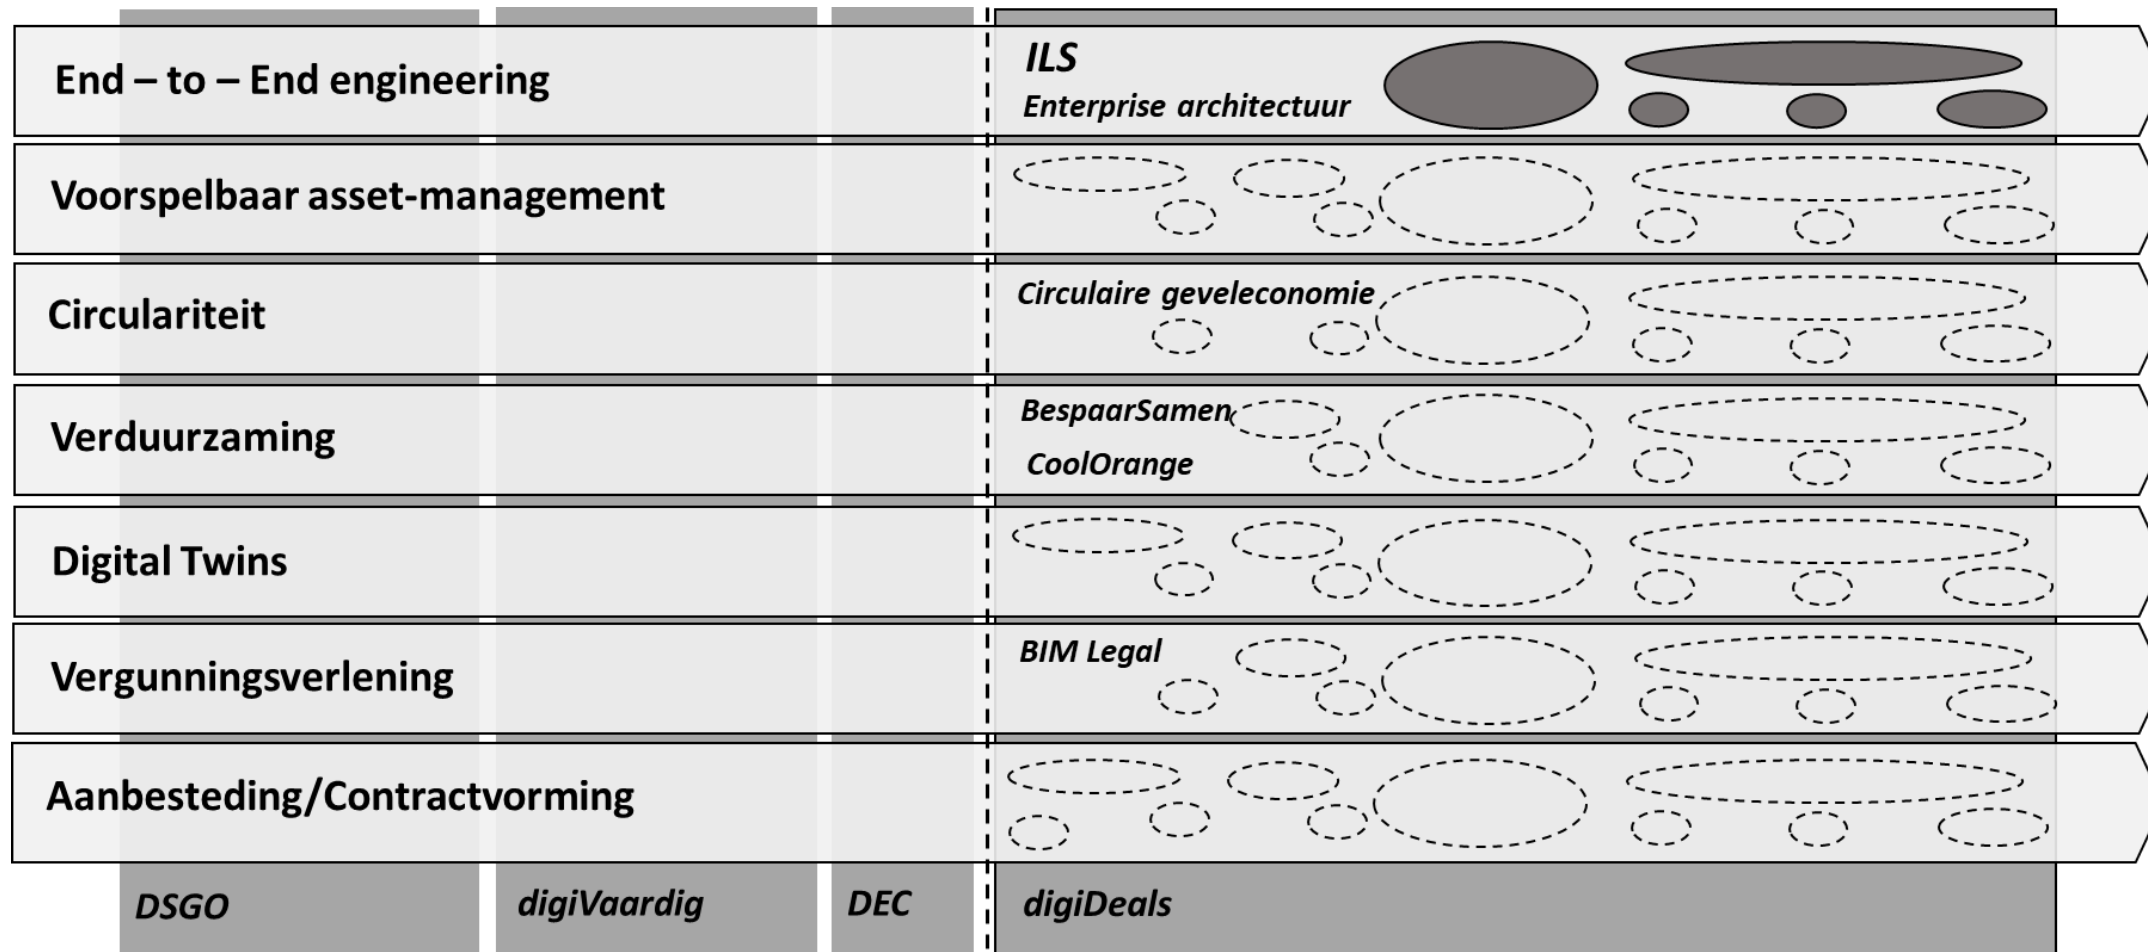 End – to – End engineering
ILS
Enterprise architectuur
Voorspelbaar asset-management
Circulariteit
Circulaire geveleconomie
Verduurzaming
BespaarSamen
CoolOrange
Digital Twins
Vergunningsverlening
BIM Legal
Aanbesteding/Contractvorming
DSGO
digiVaardig
DEC
digiDeals